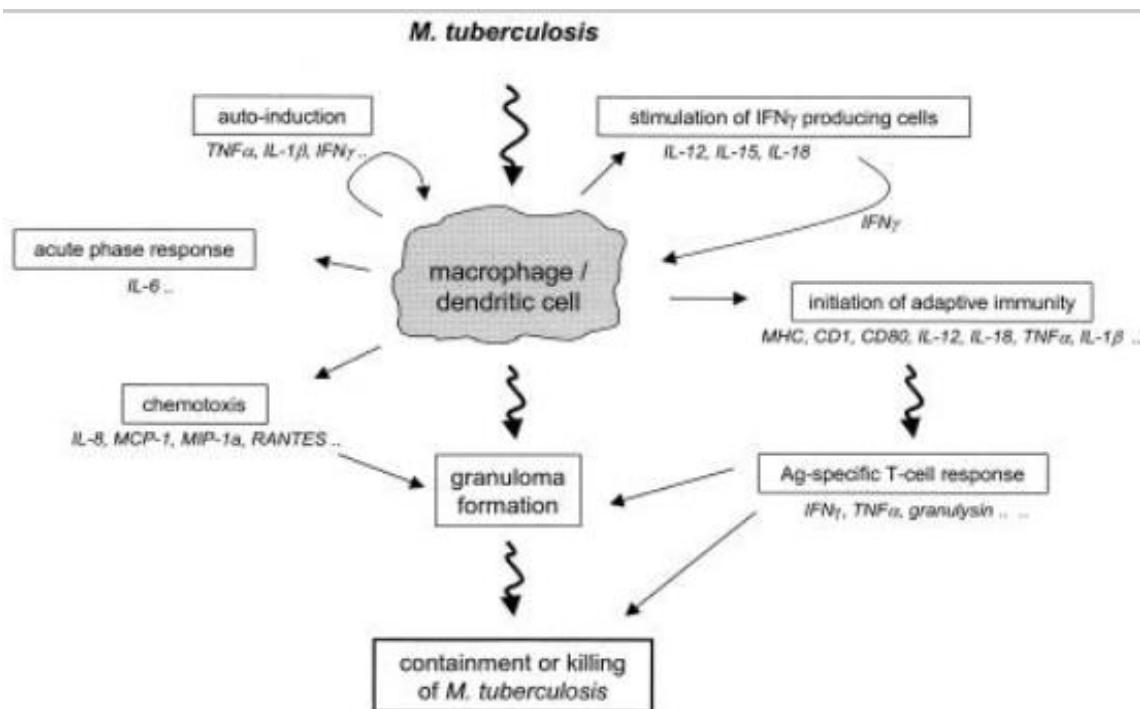 M. tuberculosis
auto-induction
TNFα, IL-1β, IFNγ ..
stimulation of IFNγ producing cells
IL-12, IL-15, IL-18
IFNγ
acute phase response
IL-6 ..
macrophage /
dendritic cell
initiation of adaptive immunity
MHC, CD1, CD80, IL-12, IL-18, TNFα, IL-1β ..
chemotoxis
IL-8, MCP-1, MIP-1a, RANTES ..
granuloma
formation
Ag-specific T-cell response
IFNγ, TNFα, granulysin .. ..
containment or killing
of M. tuberculosis